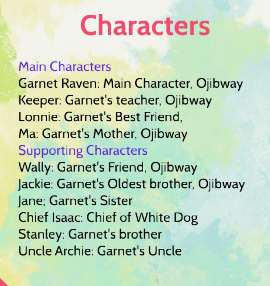 Characters
Main Characters
Garnet Raven: Main Character, Ojibway
Keeper: Garnet's teacher, Ojibway
Lonnie: Garnet's Best Friend,
Ma: Garnet's Mother, Ojibway
Supporting Characters
Wally: Garnet's Friend, Ojibway
Jackie: Garnet's Oldest brother, Ojibway
Jane; Garnet's Sister
Chief Isaac: Chief of White Dog
Stanley: Garnet's brother
Uncle Archie: Garnet's Uncle